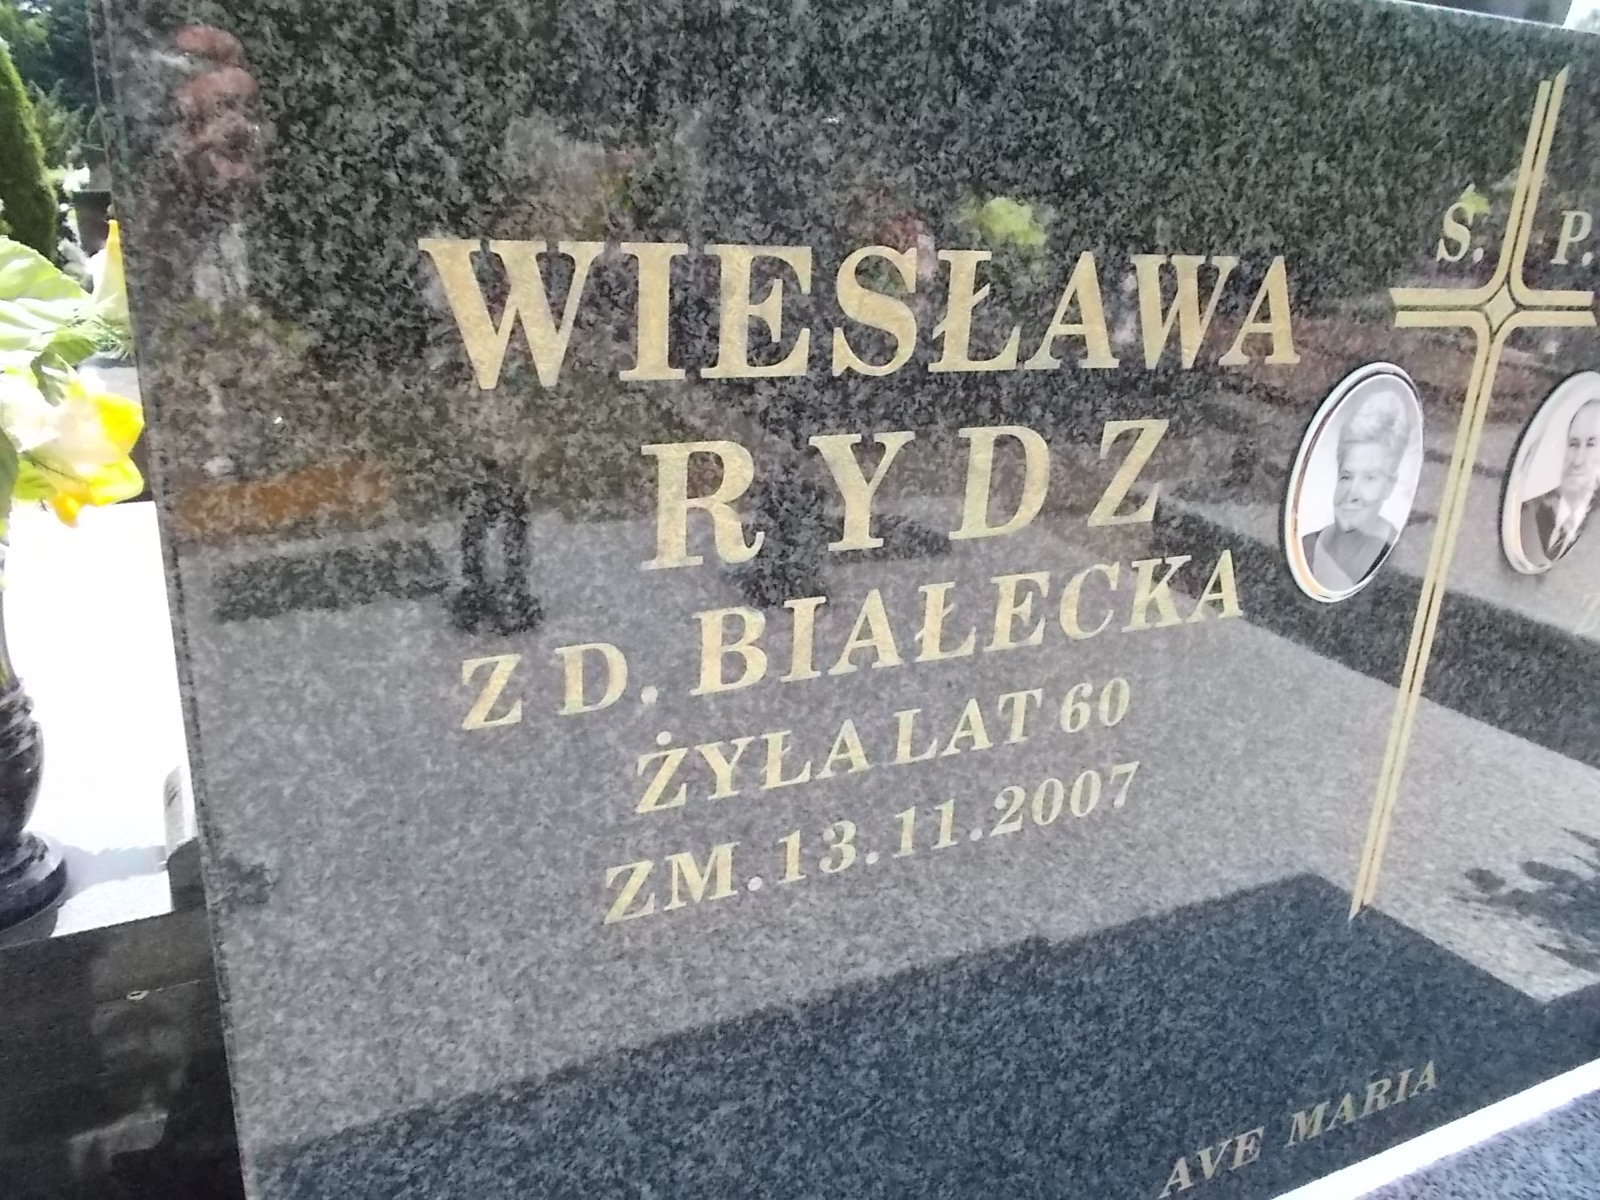 Ś. P.
WIESŁAWA
RYDZ
Z D. BIAŁECKA
ŻYŁA LAT 60
ZM. 13.11.2007
AVE MARIA